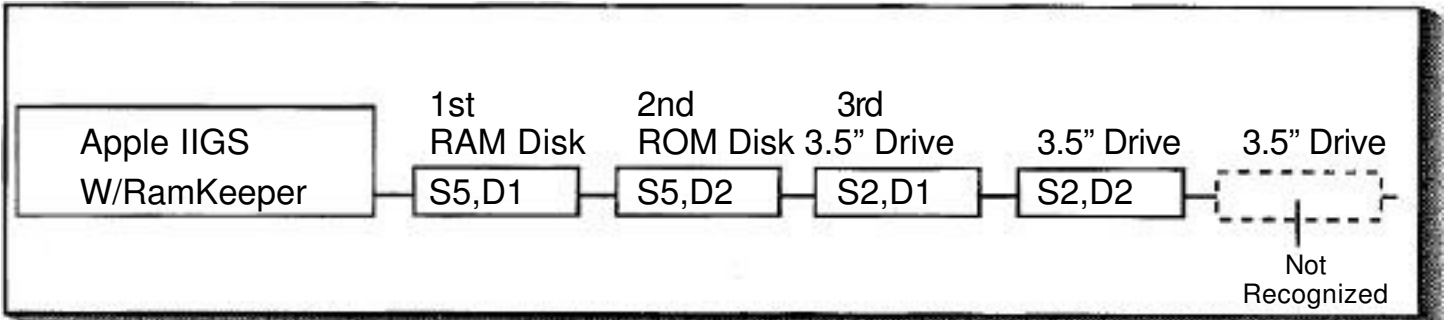 Apple IIGS
W/RamKeeper
1st
RAM Disk
S5,D1
2nd
ROM Disk
S5,D2
3rd
3.5” Drive
S2,D1
3.5” Drive
S2,D2
3.5” Drive
Not
Recognized